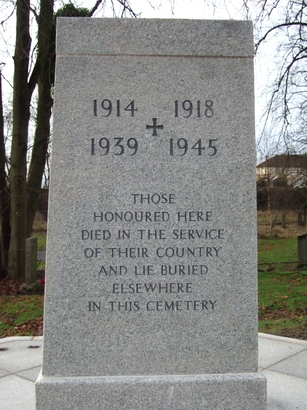 1914 1918
1939 1945
THOSE
HONOURED HERE
DIED IN THE SERVICE
OF THEIR COUNTRY
AND LIE BURIED
ELSEWHERE
IN THIS CEMETERY